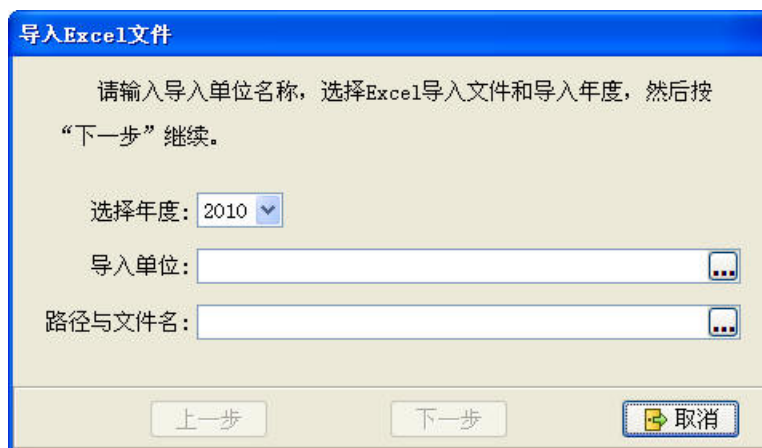 导入Excel文件
请输入导入单位名称，选择Excel导入文件和导入年度，然后按
“下一步”继续。
选择年度: 2010
导入单位: ...
路径与文件名: ...
上一步 下一步 取消